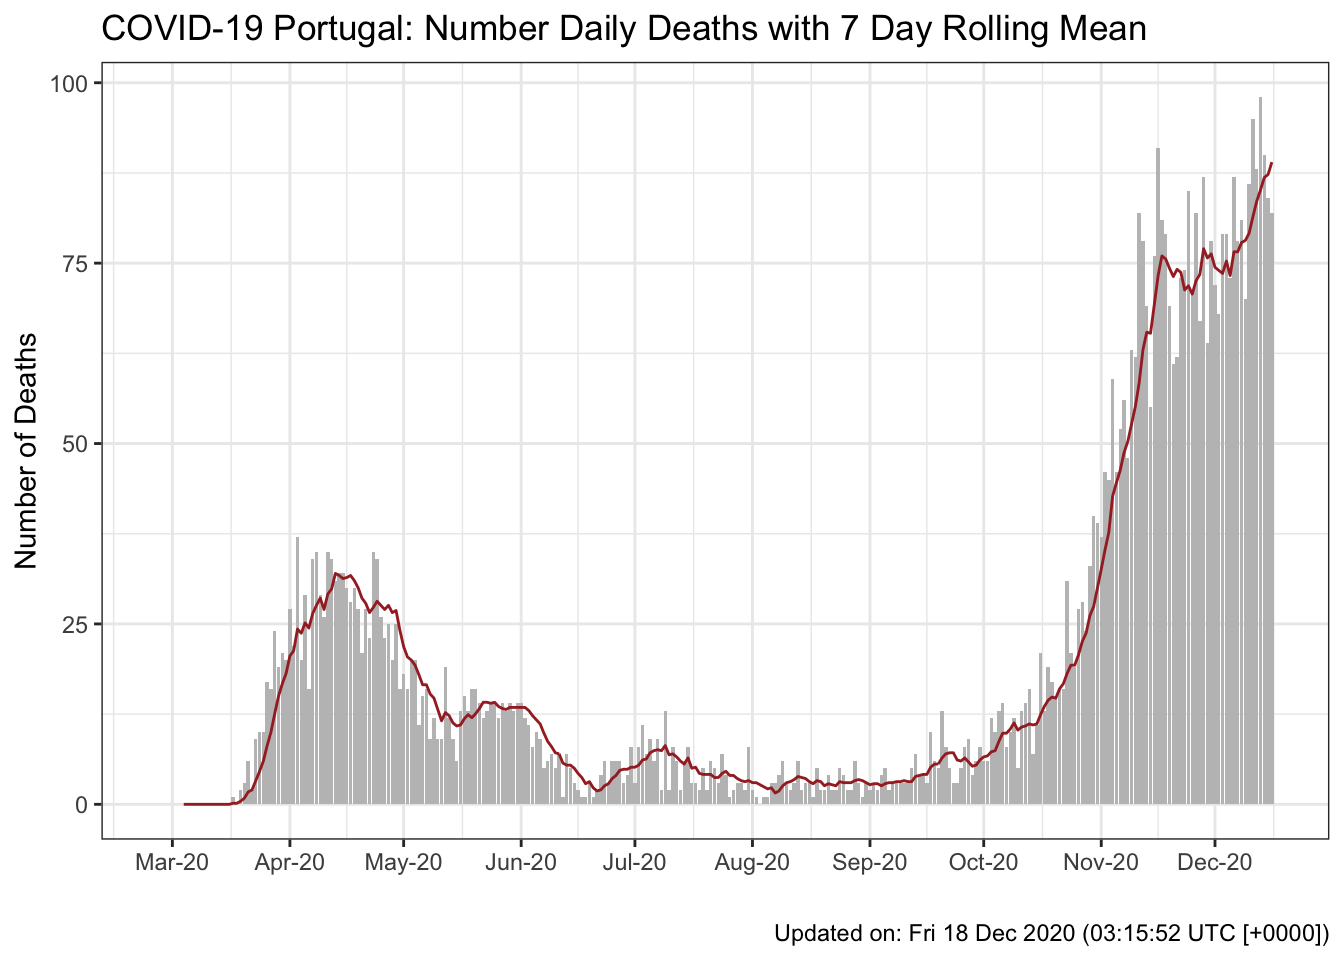 COVID-19 Portugal: Number Daily Deaths with 7 Day Rolling Mean
Number of Deaths
100
75
50
25
0
Mar-20 Apr-20 May-20 Jun-20 Jul-20 Aug-20 Sep-20 Oct-20 Nov-20 Dec-20
Updated on: Fri 18 Dec 2020 (03:15:52 UTC [+0000])